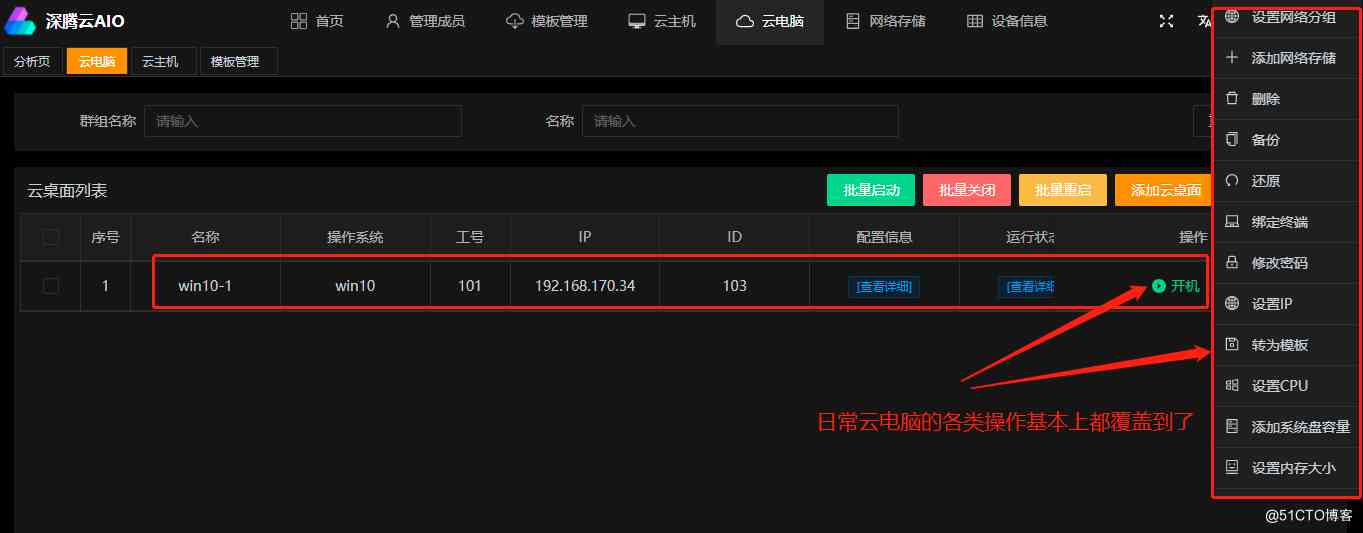 深腾云AIO
首页
管理成员
模板管理
云主机
云电脑
网络存储
设备信息
分析页
云电脑
云主机
模板管理
群组名称
请输入
名称
请输入
云桌面列表
批量启动
批量关闭
批量重启
添加云桌面
序号 名称 操作系统 工号 IP ID 配置信息 运行状态 操作
1 win10-1 win10 101 192.168.170.34 103 [查看详细] [查看详细 开机
设置网络分组
添加网络存储
删除
备份
还原
绑定终端
修改密码
设置IP
转为模板
设置CPU
添加系统盘容量
设置内存大小
日常云电脑的各类操作基本上都覆盖到了
@51CTO博客